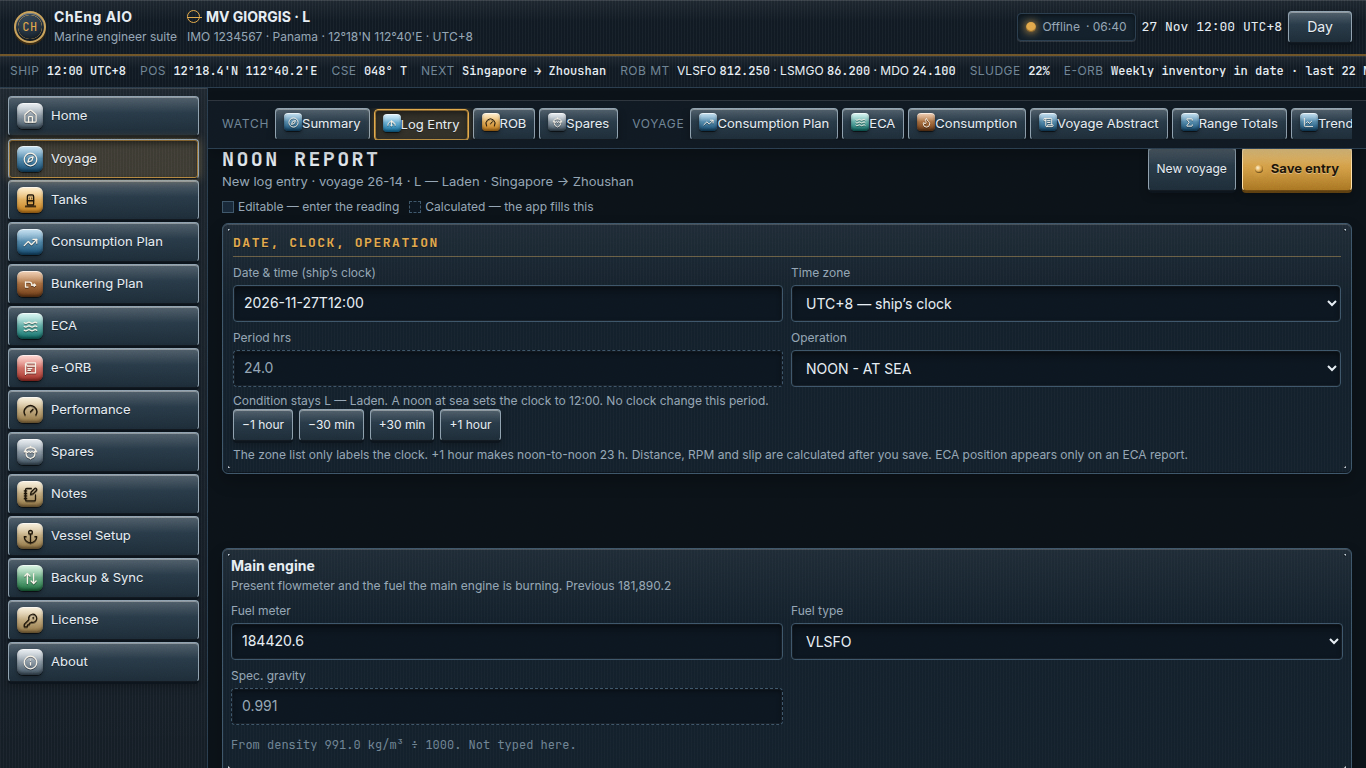 CH ChEng AIO MV GIORGIS · L
Marine engineer suite IMO 1234567 · Panama · 12°18'N 112°40'E · UTC+8
Offline · 06:40 27 Nov 12:00 UTC+8 Day
SHIP 12:00 UTC+8 POS 12°18.4'N 112°40.2'E CSE 048° T NEXT Singapore → Zhoushan ROB MT VLSFO 812.250 · LSMGO 86.200 · MDO 24.100 SLUDGE 22% E-ORB Weekly inventory in date · last 22
Home
Voyage
Tanks
Consumption Plan
Bunkering Plan
ECA
e-ORB
Performance
Spares
Notes
Vessel Setup
Backup & Sync
License
About
WATCH Summary Log Entry ROB Spares VOYAGE Consumption Plan ECA Consumption Voyage Abstract Range Totals Trend
NOON REPORT
New log entry · voyage 26-14 · L — Laden · Singapore → Zhoushan
New voyage Save entry
Editable — enter the reading Calculated — the app fills this
DATE, CLOCK, OPERATION
Date & time (ship's clock) Time zone
2026-11-27T12:00 UTC+8 — ship's clock
Period hrs Operation
24.0 NOON - AT SEA
Condition stays L — Laden. A noon at sea sets the clock to 12:00. No clock change this period.
−1 hour −30 min +30 min +1 hour
The zone list only labels the clock. +1 hour makes noon-to-noon 23 h. Distance, RPM and slip are calculated after you save. ECA position appears only on an ECA report.
Main engine
Present flowmeter and the fuel the main engine is burning. Previous 181,890.2
Fuel meter Fuel type
184420.6 VLSFO
Spec. gravity
0.991
From density 991.0 kg/m³ ÷ 1000. Not typed here.